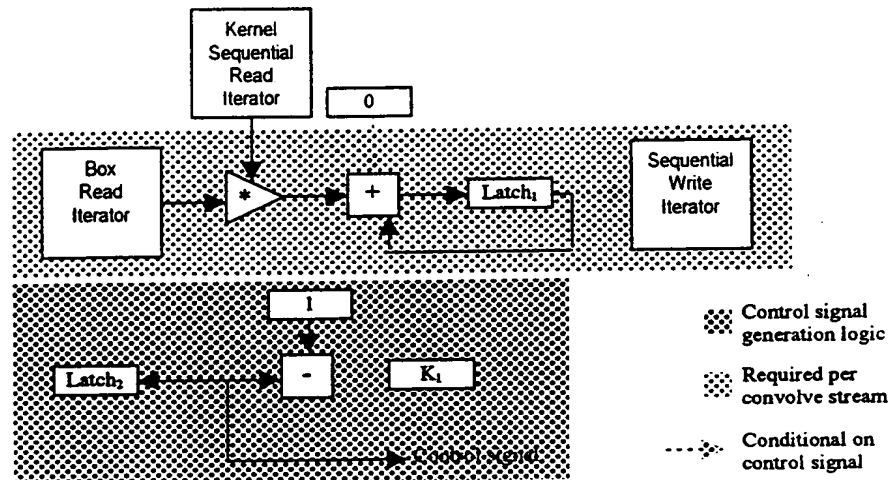 Kernel
Sequential
Read
Iterator
0
Box
Read
Iterator
*
+
Latch₁
Sequential
Write
Iterator
1
Latch₂
-
K₁
Control signal
Control signal
generation logic
Required per
convolve stream
Conditional on
control signal